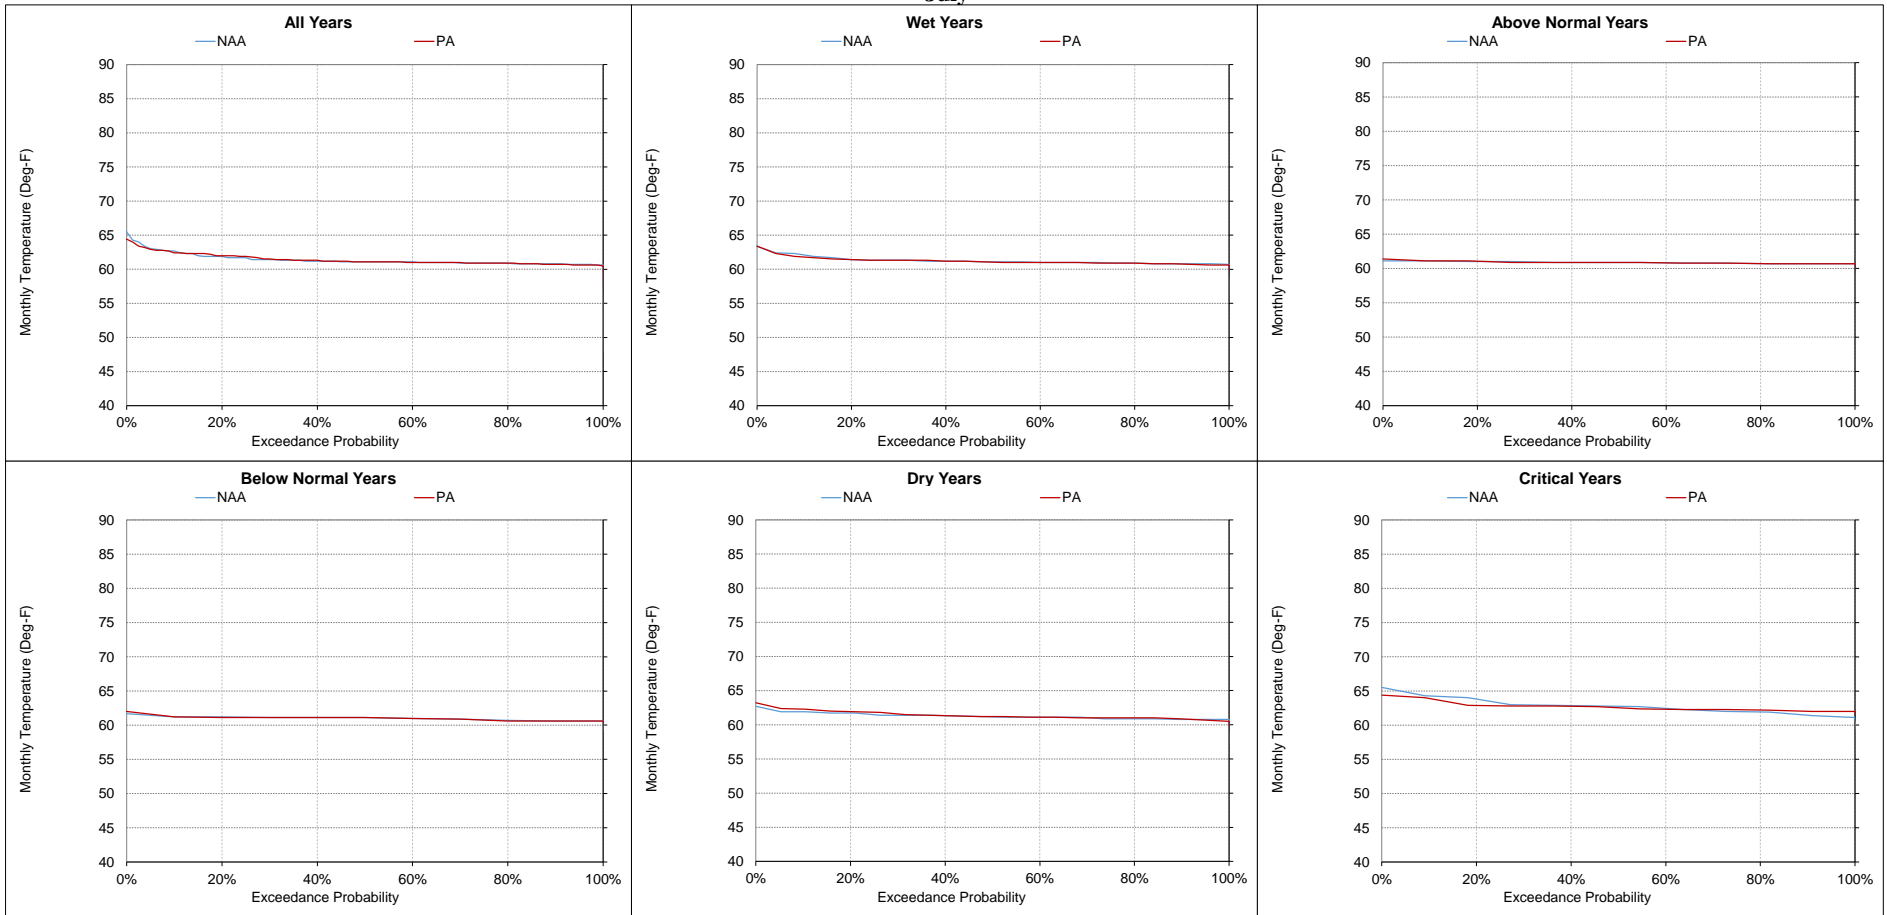 July
All Years
NAA PA
90
85
80
75
70
65
60
55
50
45
40
Monthly Temperature (Deg-F)
0% 20% 40% 60% 80% 100%
Exceedance Probability
Wet Years
NAA PA
90
85
80
75
70
65
60
55
50
45
40
Monthly Temperature (Deg-F)
0% 20% 40% 60% 80% 100%
Exceedance Probability
Above Normal Years
NAA PA
90
85
80
75
70
65
60
55
50
45
40
Monthly Temperature (Deg-F)
0% 20% 40% 60% 80% 100%
Exceedance Probability
Below Normal Years
NAA PA
90
85
80
75
70
65
60
55
50
45
40
Monthly Temperature (Deg-F)
0% 20% 40% 60% 80% 100%
Exceedance Probability
Dry Years
NAA PA
90
85
80
75
70
65
60
55
50
45
40
Monthly Temperature (Deg-F)
0% 20% 40% 60% 80% 100%
Exceedance Probability
Critical Years
NAA PA
90
85
80
75
70
65
60
55
50
45
40
Monthly Temperature (Deg-F)
0% 20% 40% 60% 80% 100%
Exceedance Probability